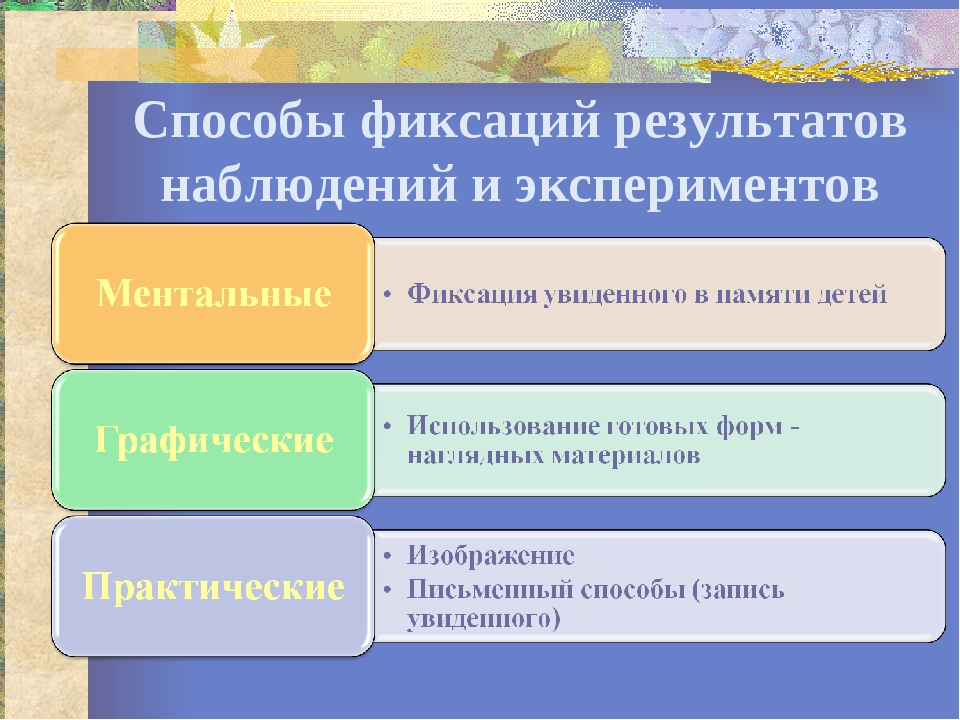 Способы фиксаций результатов
наблюдений и экспериментов
Ментальные
• Фиксация увиденного в памяти детей
Графические
• Использование готовых форм -
наглядных материалов
Практические
• Изображение
• Письменный способы (запись
увиденного)